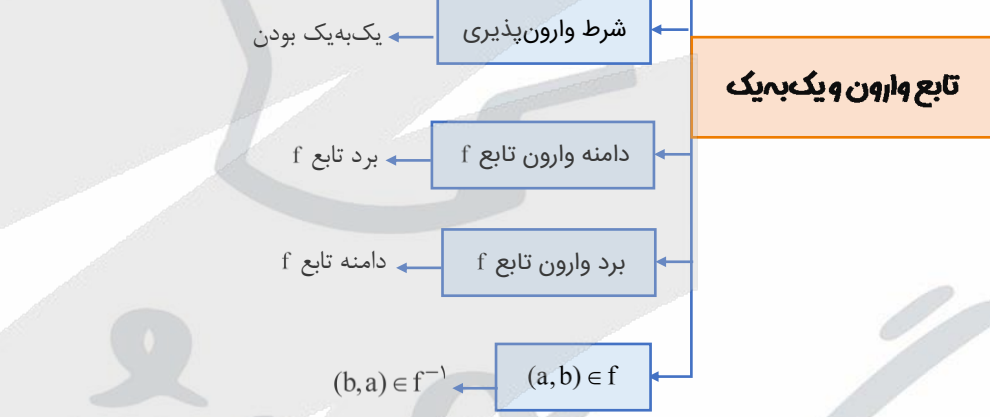 تابع وارون و یک‌به‌یک
شرط وارون‌پذیری
یک‌به‌یک بودن
دامنه وارون تابع f
برد تابع f
برد وارون تابع f
دامنه تابع f
(a,b)∈f
(b,a)∈f⁻¹